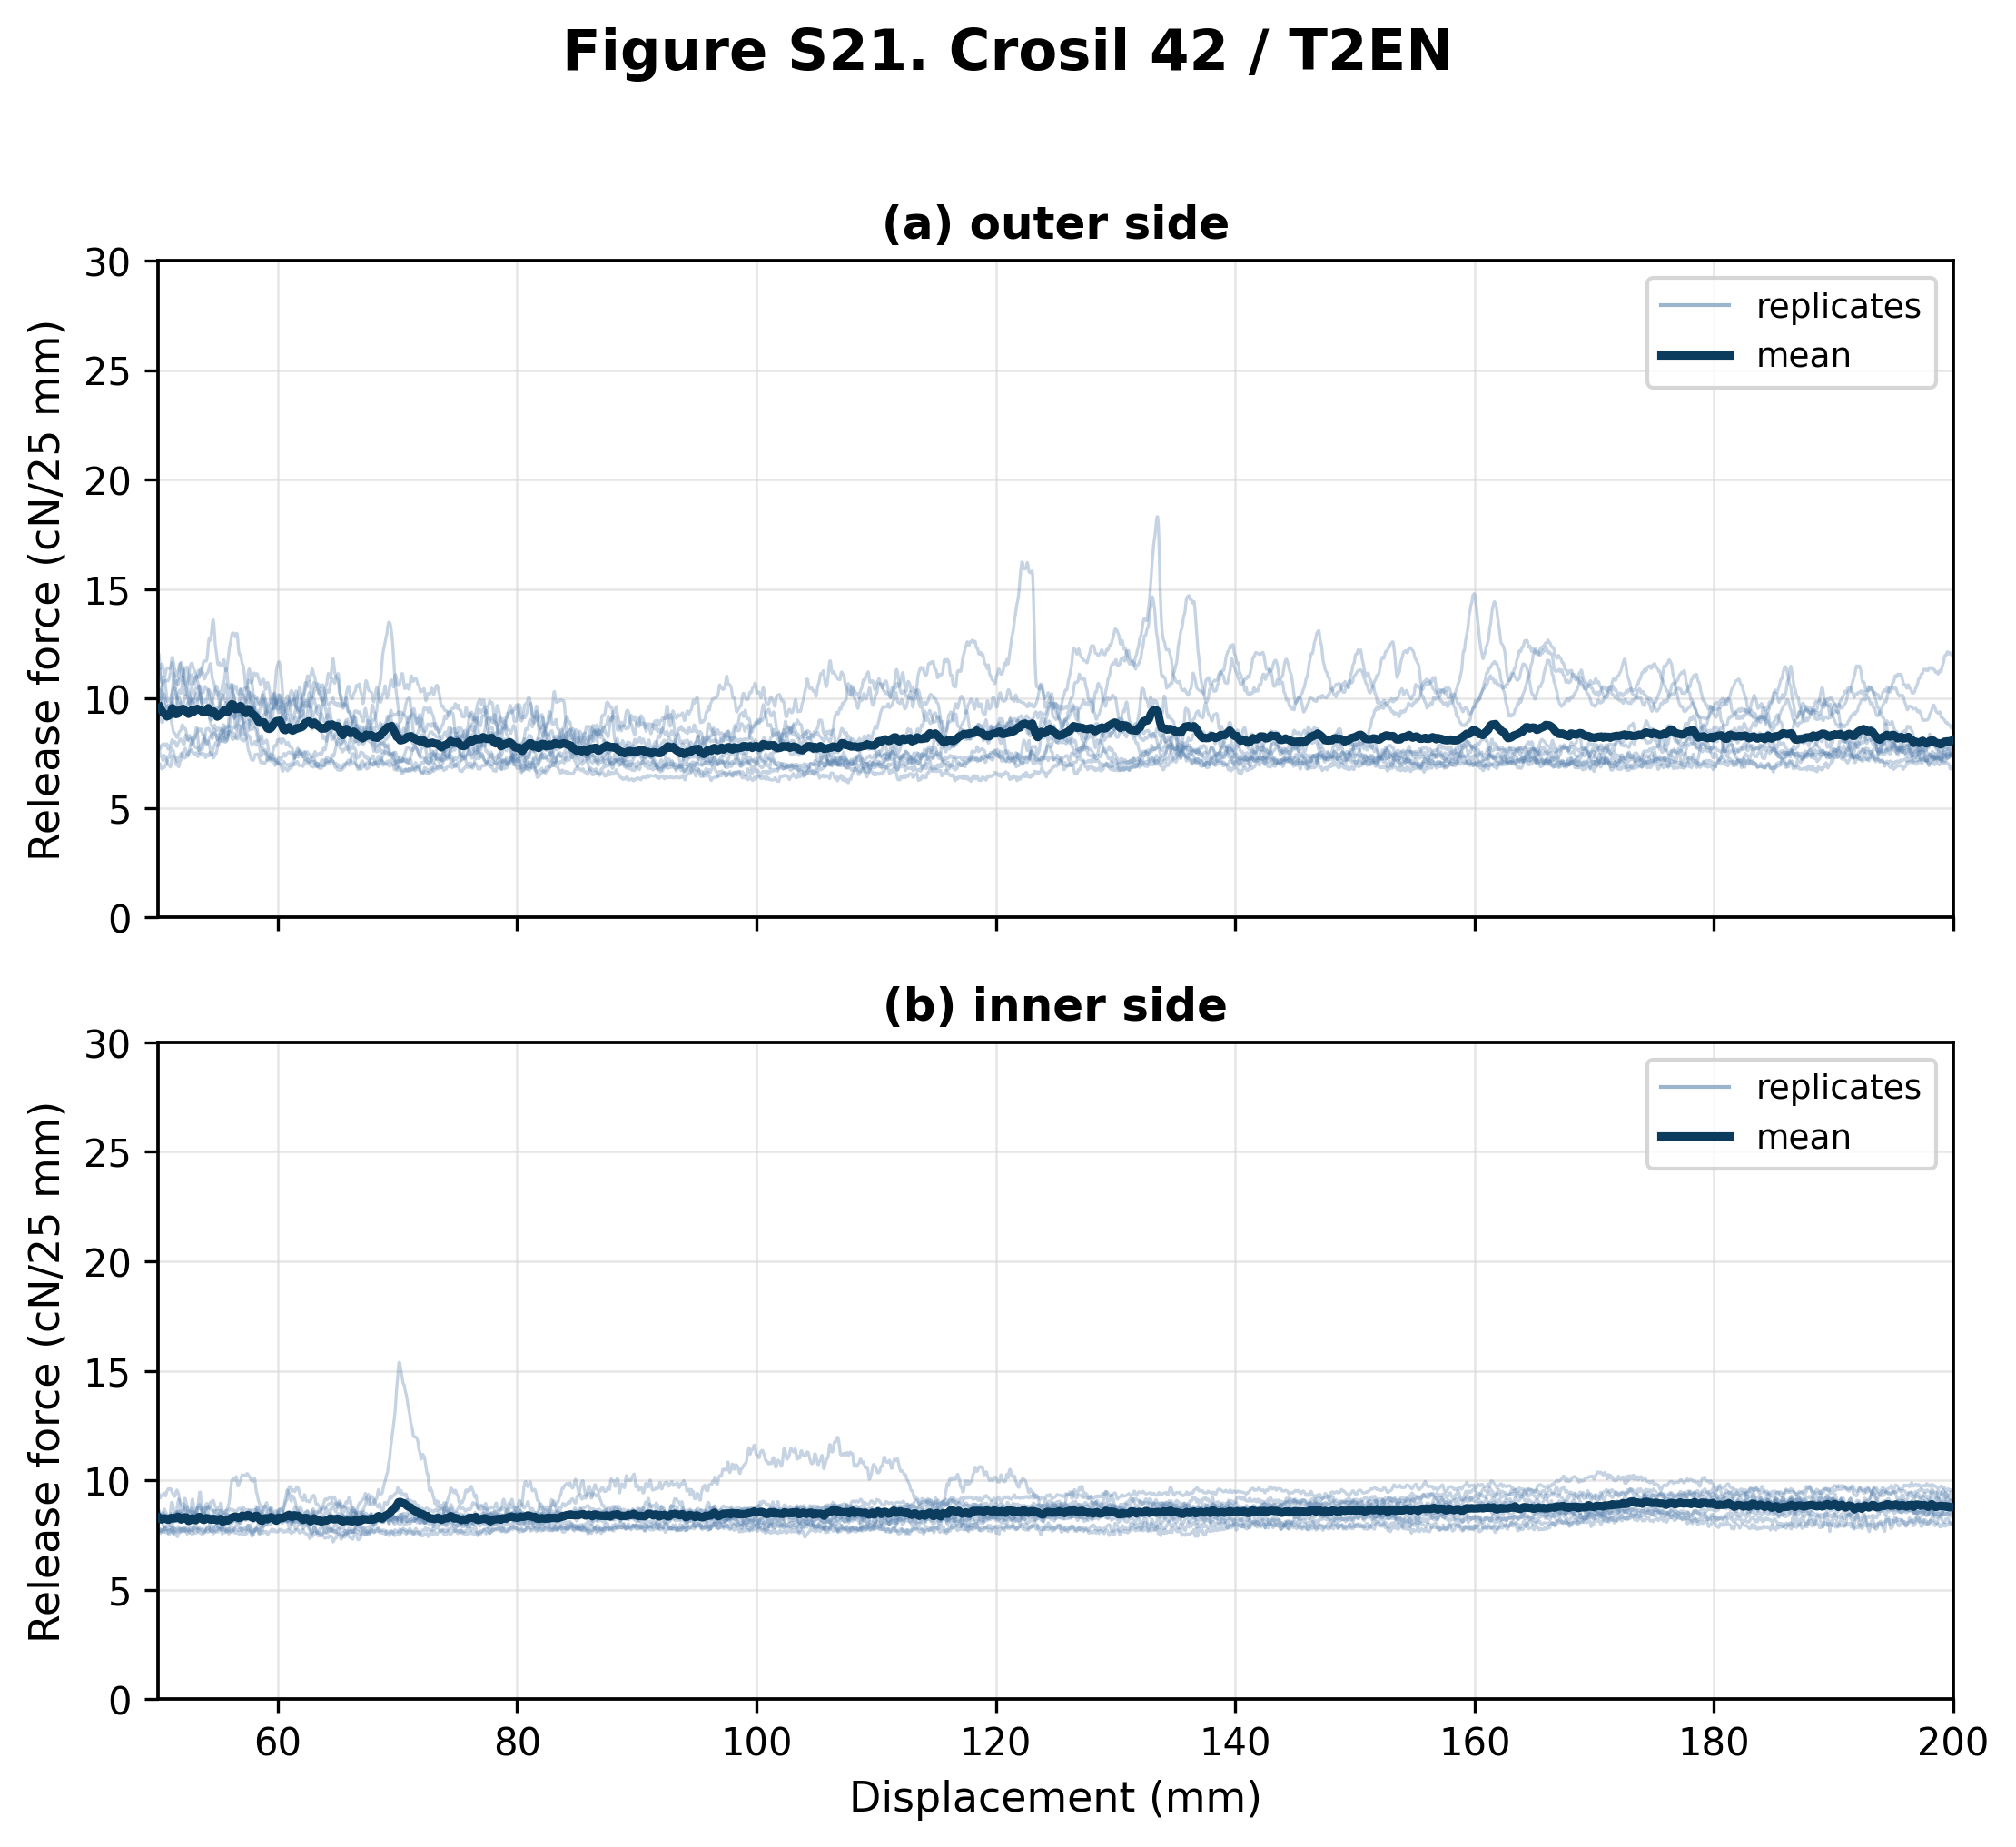 Figure S21. Crosil 42 / T2EN
(a) outer side
Release force (cN/25 mm)
30
25
20
15
10
5
0
replicates
mean
(b) inner side
Release force (cN/25 mm)
30
25
20
15
10
5
0
replicates
mean
60 80 100 120 140 160 180 200
Displacement (mm)